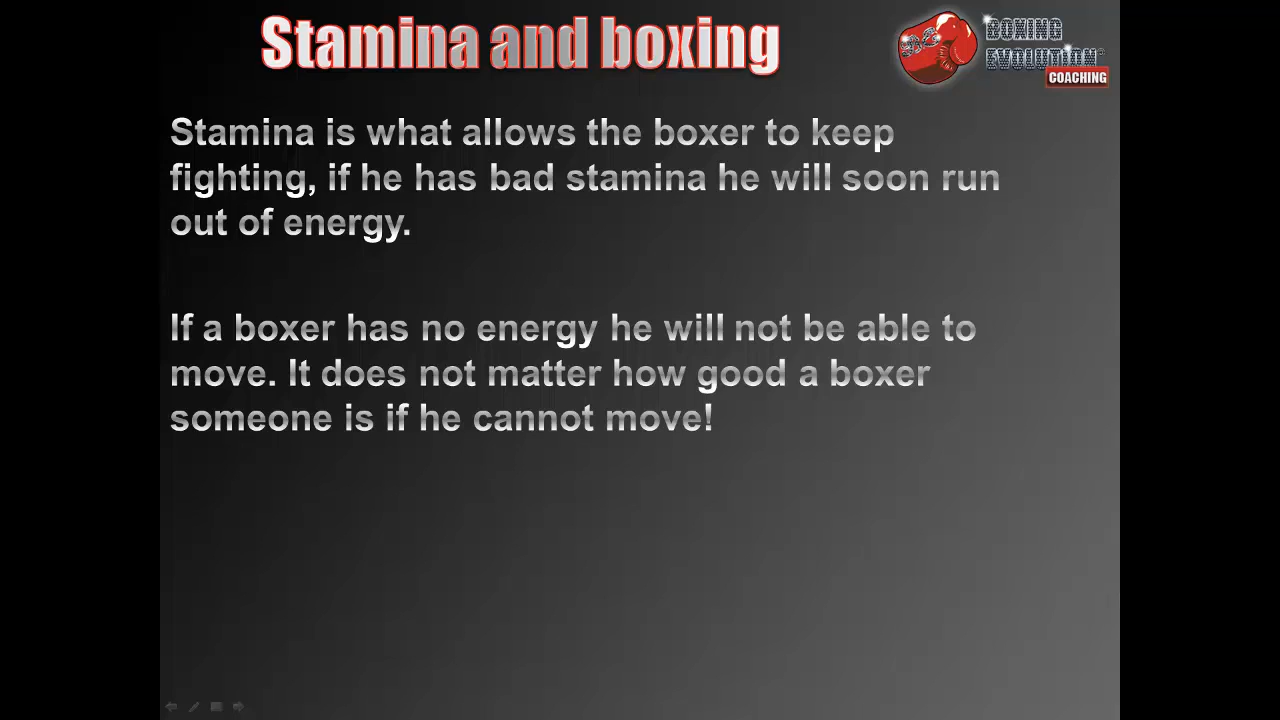 Stamina and boxing
BOXING
EVOLUTION
COACHING
Stamina is what allows the boxer to keep
fighting, if he has bad stamina he will soon run
out of energy.
If a boxer has no energy he will not be able to
move. It does not matter how good a boxer
someone is if he cannot move!